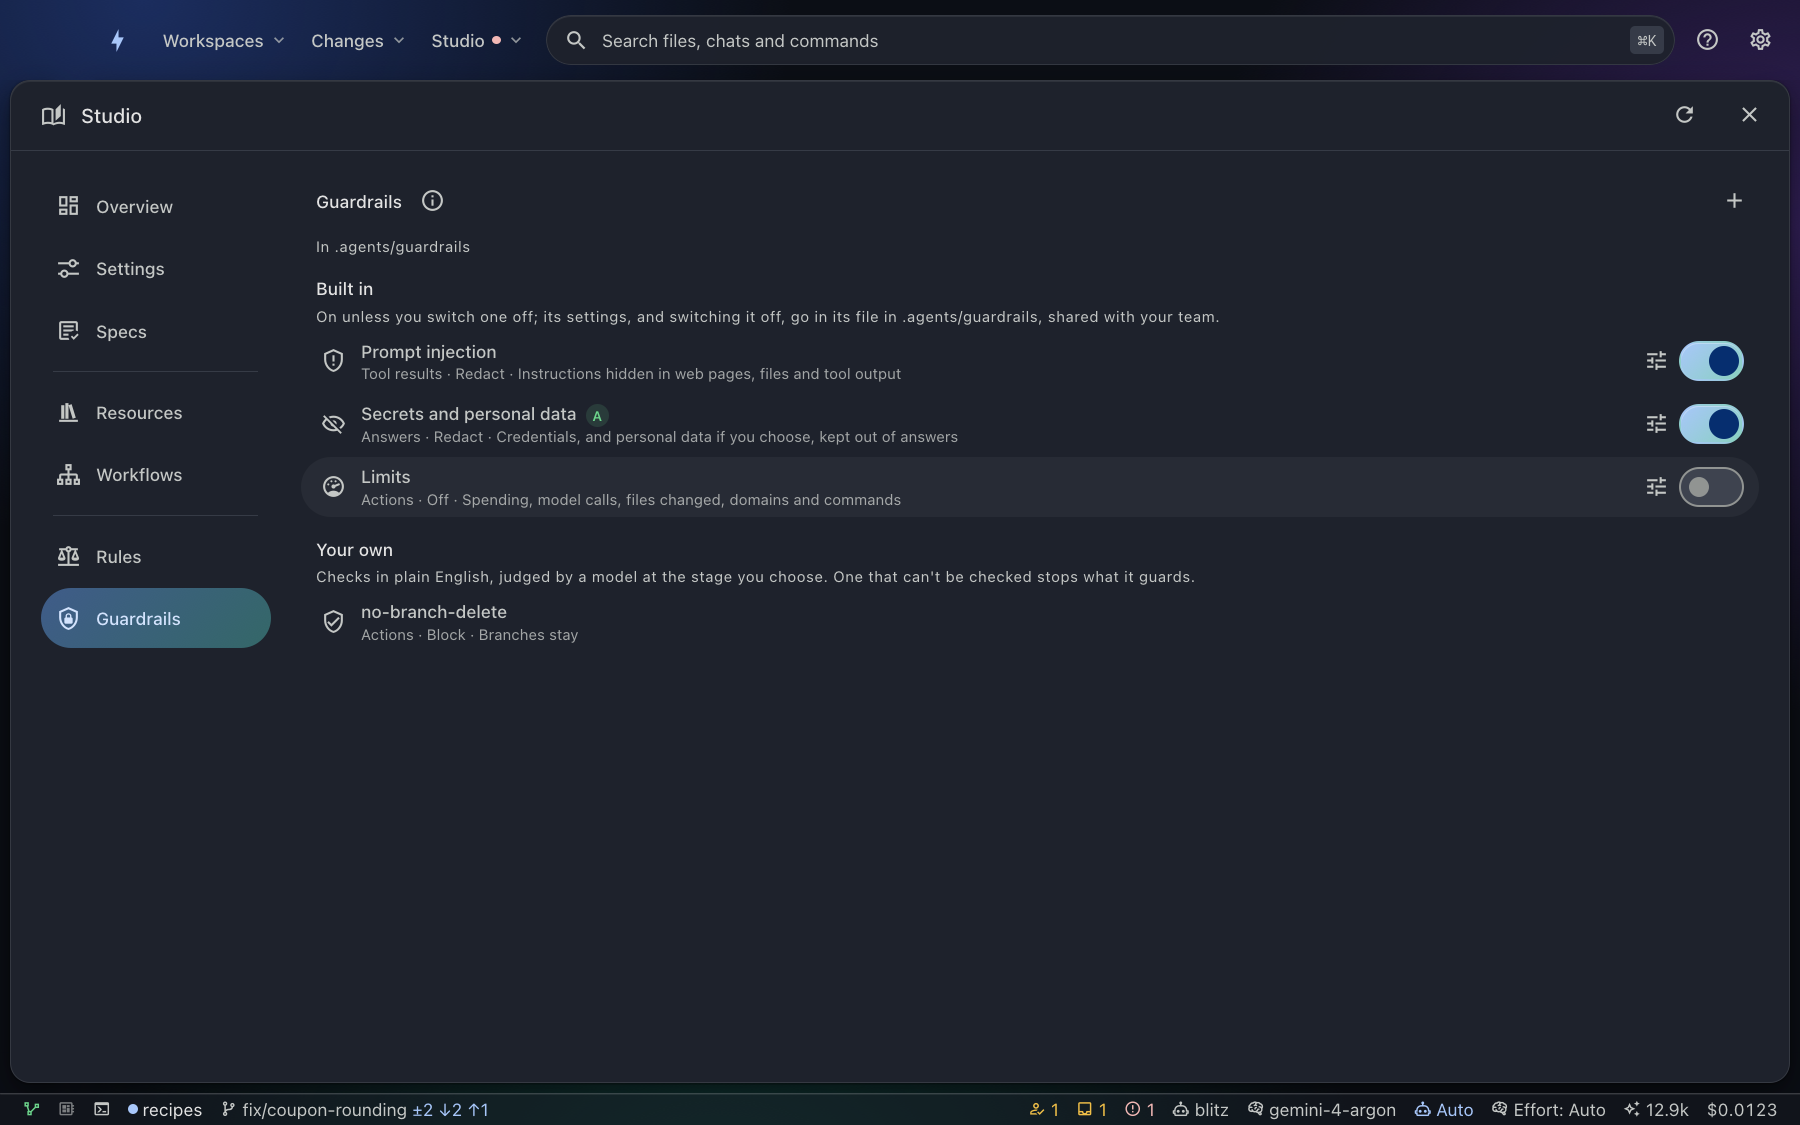 Workspaces
Changes
Studio
Search files, chats and commands
⌘K
Studio
Overview
Settings
Specs
Resources
Workflows
Rules
Guardrails
Guardrails
In .agents/guardrails
Built in
On unless you switch one off; its settings, and switching it off, go in its file in .agents/guardrails, shared with your team.
Prompt injection
Tool results · Redact · Instructions hidden in web pages, files and tool output
Secrets and personal data A
Answers · Redact · Credentials, and personal data if you choose, kept out of answers
Limits
Actions · Off · Spending, model calls, files changed, domains and commands
Your own
Checks in plain English, judged by a model at the stage you choose. One that can't be checked stops what it guards.
no-branch-delete
Actions · Block · Branches stay
recipes fix/coupon-rounding ±2 ↓2 ↑1 1 1 1 blitz gemini-4-argon Auto Effort: Auto 12.9k $0.0123